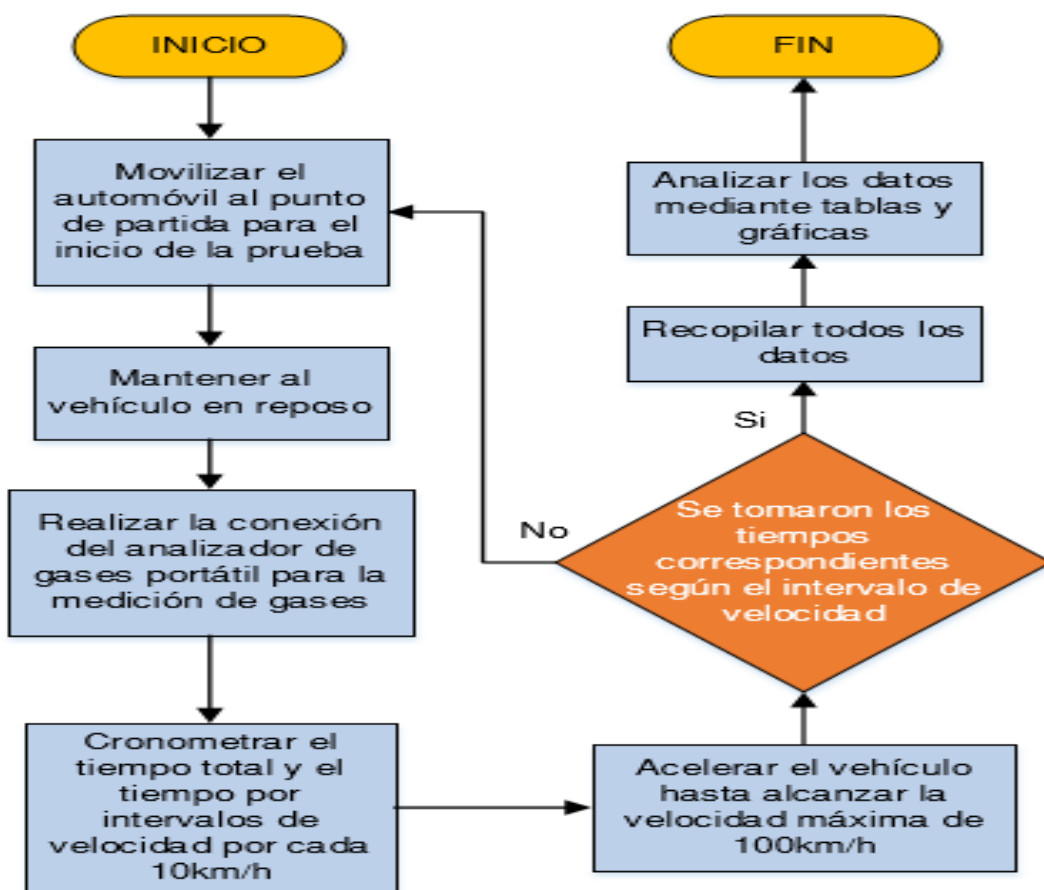 INICIO
Movilizar el
automóvil al punto
de partida para el
inicio de la prueba
Mantener al
vehículo en reposo
Realizar la conexión
del analizador de
gases portátil para la
medición de gases
Cronometrar el
tiempo total y el
tiempo por
intervalos de
velocidad por cada
10km/h
Acelerar el vehículo
hasta alcanzar la
velocidad máxima de
100km/h
Se tomaron los
tiempos
correspondientes
según el intervalo de
velocidad
No
Si
Recopilar todos los
datos
Analizar los datos
mediante tablas y
gráficas
FIN